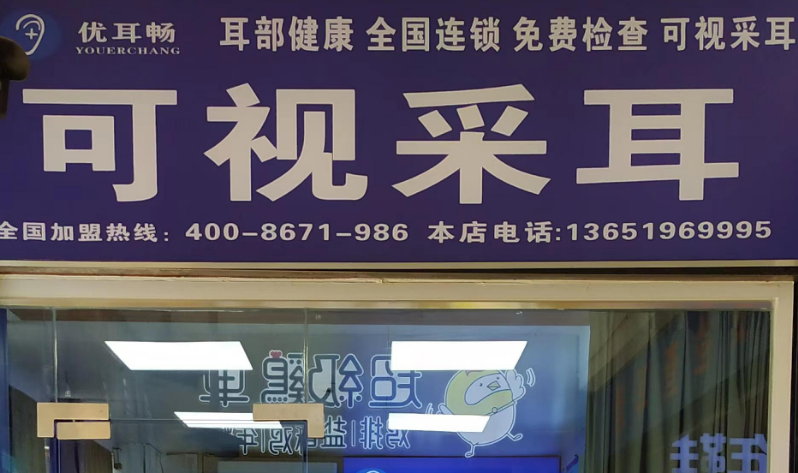 优耳畅
YOUERCHANG
耳部健康 全国连锁 免费检查 可视采耳
可视采耳
全国加盟热线：400-8671-986 本店电话:13651969995